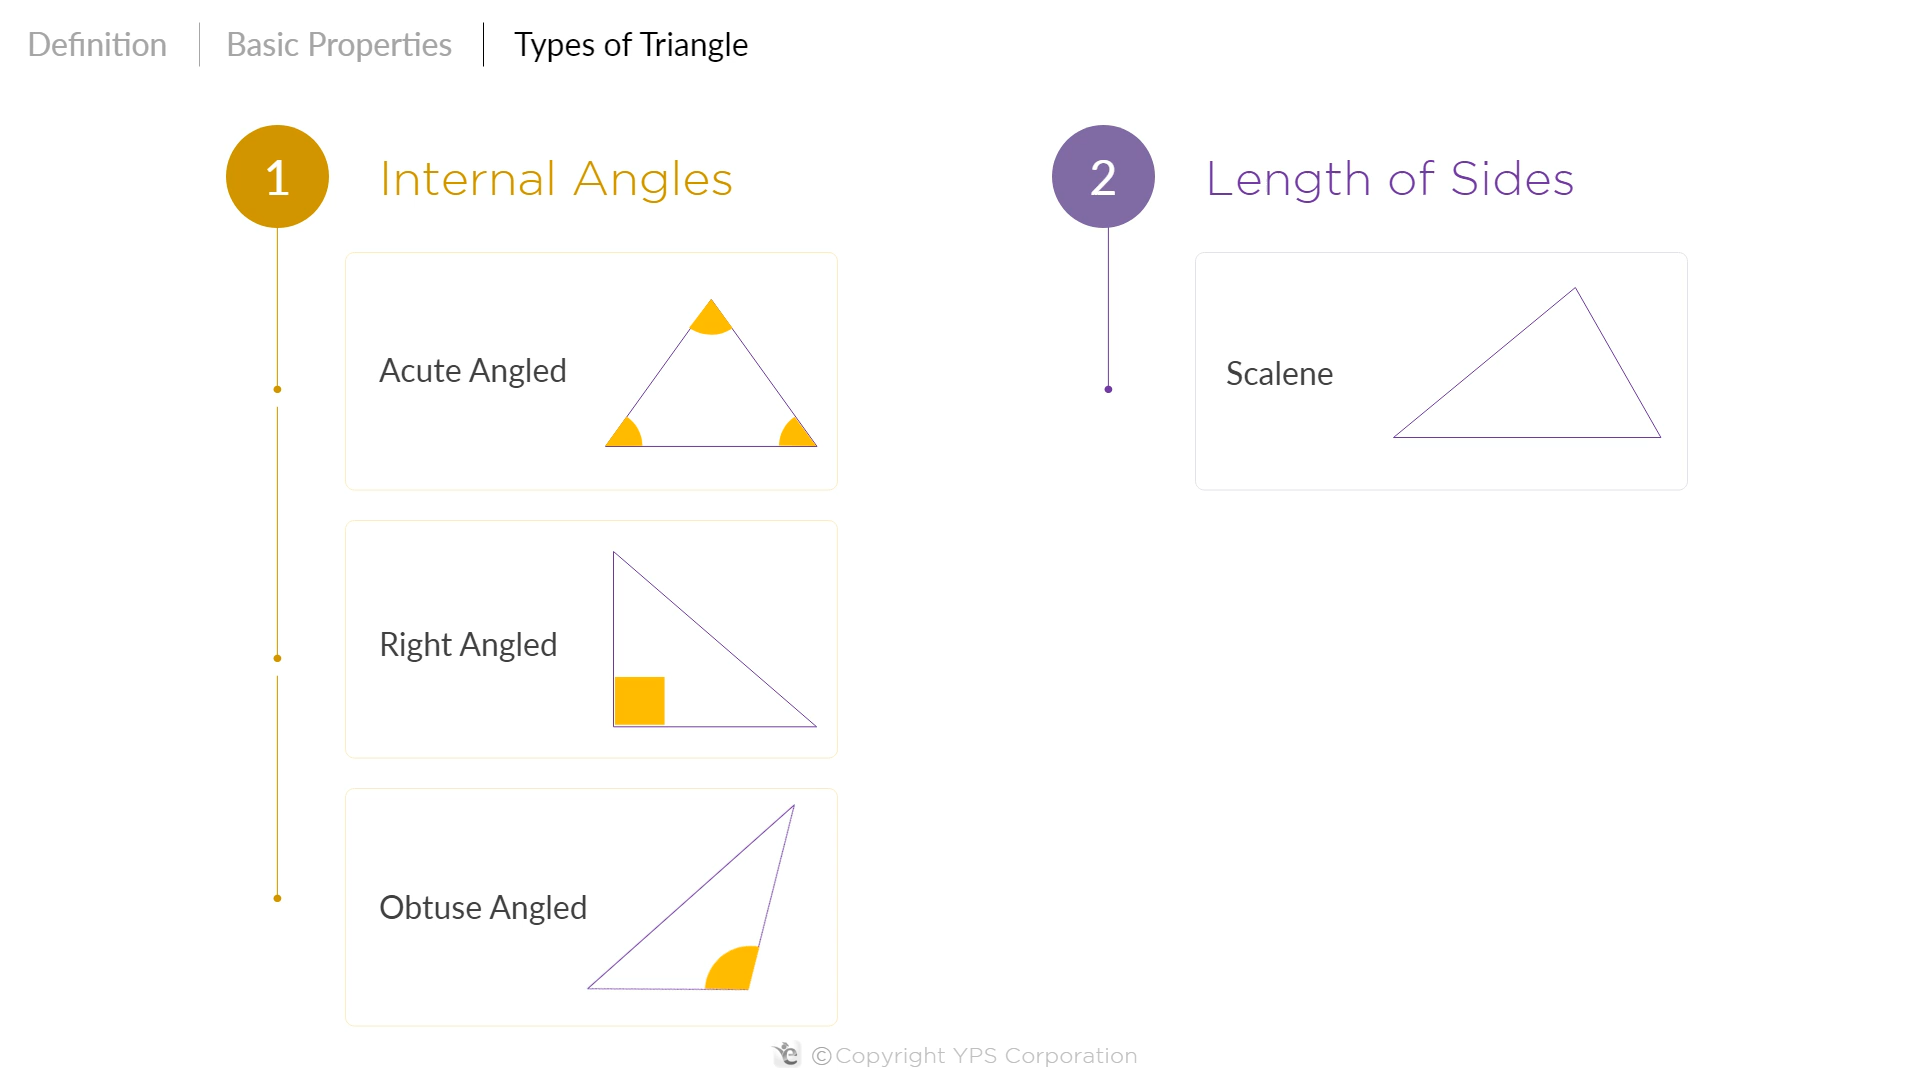 Definition
Basic Properties
Types of Triangle
1
Internal Angles
Acute Angled
Right Angled
Obtuse Angled
2
Length of Sides
Scalene
e ©Copyright YPS Corporation